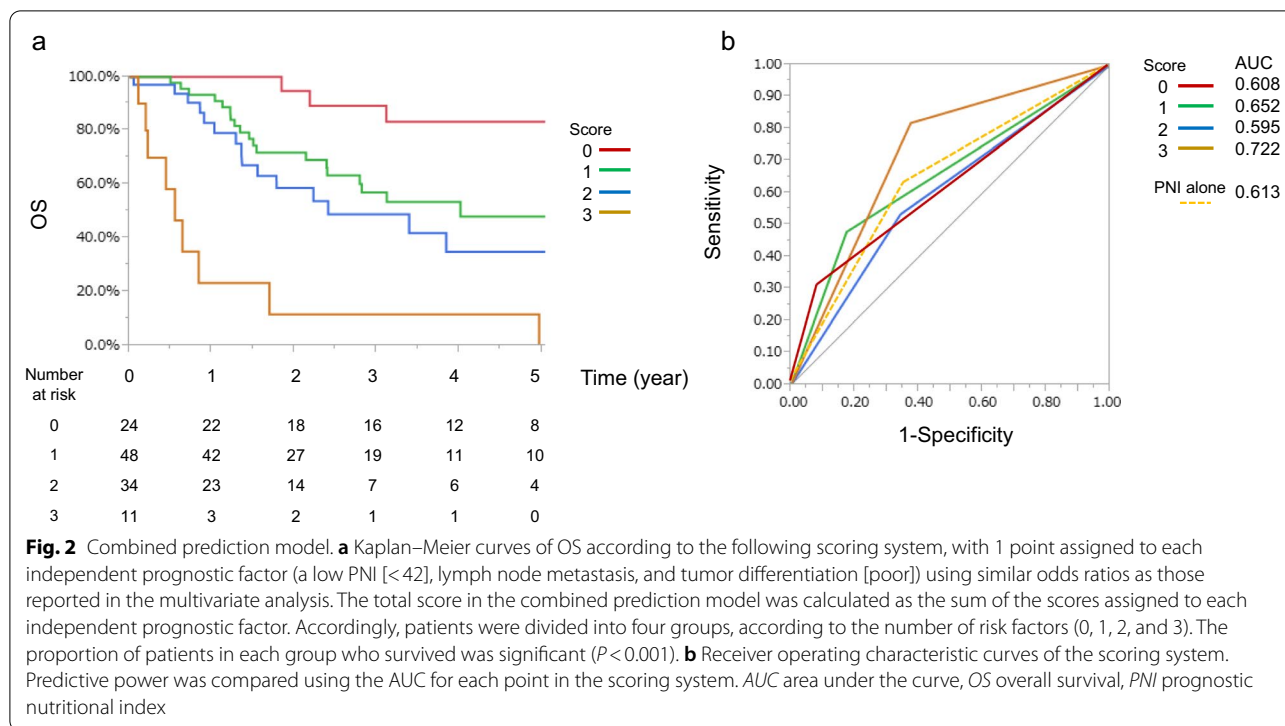 a
100.0%
80.0%
60.0%
40.0%
20.0%
0.0%
OS
Score
0
1
2
3
Number at risk 0 1 2 3 4 5 Time (year)
0 24 22 18 16 12 8
1 48 42 27 19 11 10
2 34 23 14 7 6 4
3 11 3 2 1 1 0
b
1.00
0.90
0.80
0.70
0.60
0.50
0.40
0.30
0.20
0.10
0.00
Sensitivity
0.00 0.20 0.40 0.60 0.80 1.00
1-Specificity
Score AUC
0 0.608
1 0.652
2 0.595
3 0.722
PNI alone 0.613
Fig. 2 Combined prediction model. a Kaplan–Meier curves of OS according to the following scoring system, with 1 point assigned to each
independent prognostic factor (a low PNI [< 42], lymph node metastasis, and tumor differentiation [poor]) using similar odds ratios as those
reported in the multivariate analysis. The total score in the combined prediction model was calculated as the sum of the scores assigned to each
independent prognostic factor. Accordingly, patients were divided into four groups, according to the number of risk factors (0, 1, 2, and 3). The
proportion of patients in each group who survived was significant (P < 0.001). b Receiver operating characteristic curves of the scoring system.
Predictive power was compared using the AUC for each point in the scoring system. AUC area under the curve, OS overall survival, PNI prognostic
nutritional index